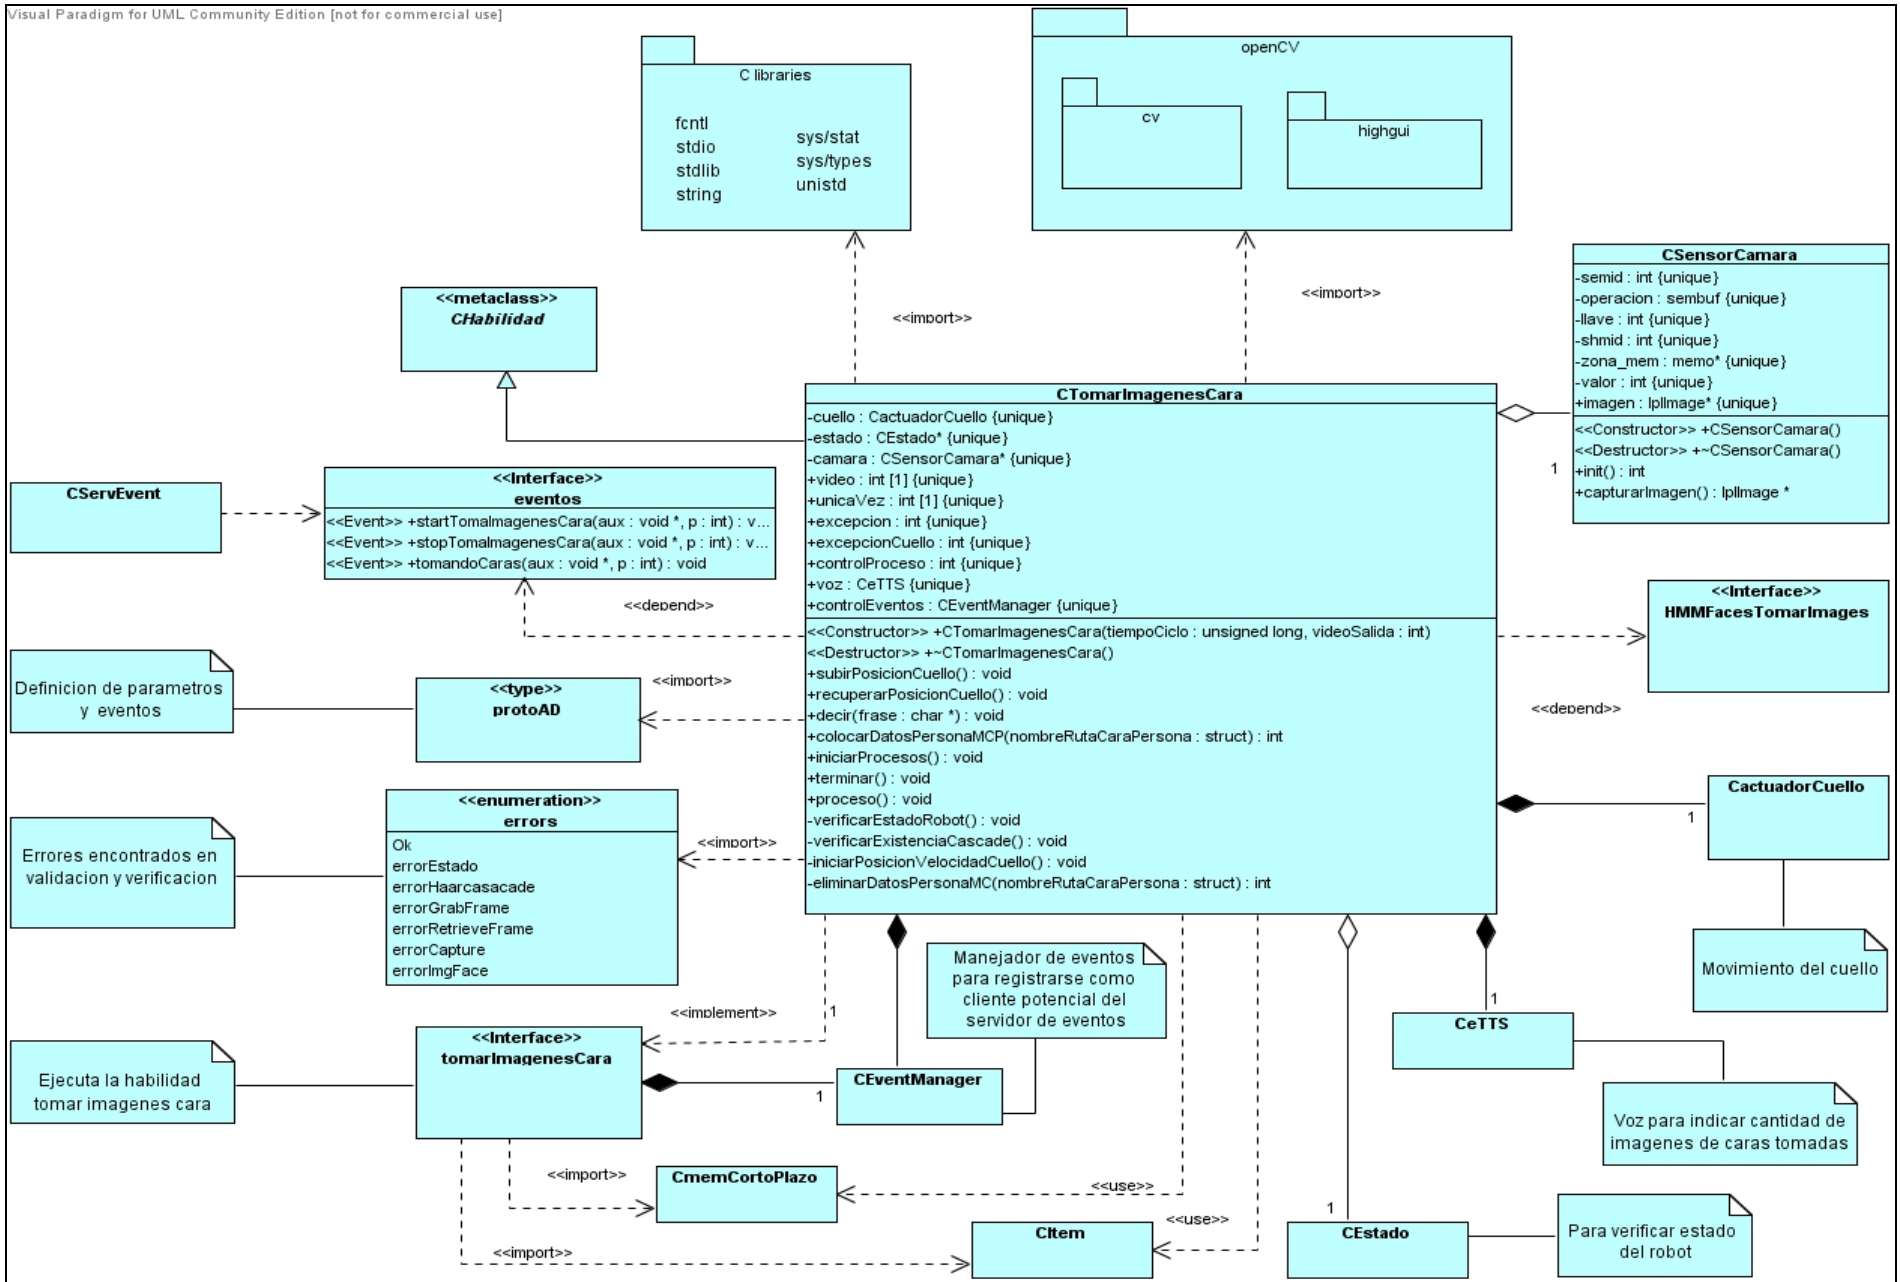 Visual Paradigm for UML Community Edition [not for commercial use]
C libraries
fcntl
stdio
stdlib
string
sys/stat
sys/types
unistd
openCV
cv
highgui
<<import>>
<<import>>
<<metaclass>>
CHabilidad
CSensorCamara
-semid : int {unique}
-operacion : sembuf {unique}
-llave : int {unique}
-shmid : int {unique}
-zona_mem : memo* {unique}
-valor : int {unique}
+imagen : IplImage* {unique}
<<Constructor>> +CSensorCamara()
<<Destructor>> +~CSensorCamara()
+init() : int
+capturarImagen() : IplImage *
1
CTomarImagenesCara
-cuello : CactuadorCuello {unique}
-estado : CEstado* {unique}
-camara : CSensorCamara* {unique}
+video : int [1] {unique}
+unicaVez : int [1] {unique}
+excepcion : int {unique}
+excepcionCuello : int {unique}
+controlProceso : int {unique}
+voz : CeTTS {unique}
+controlEventos : CEventManager {unique}
<<Constructor>> +CTomarImagenesCara(tiempoCiclo : unsigned long, videoSalida : int)
<<Destructor>> +~CTomarImagenesCara()
+subirPosicionCuello() : void
+recuperarPosicionCuello() : void
+decir(frase : char *) : void
+colocarDatosPersonaMCP(nombreRutaCaraPersona : struct) : int
+iniciarProcesos() : void
+terminar() : void
+proceso() : void
-verificarEstadoRobot() : void
-verificarExistenciaCascade() : void
-iniciarPosicionVelocidadCuello() : void
-eliminarDatosPersonaMC(nombreRutaCaraPersona : struct) : int
CServEvent
<<Interface>>
eventos
<<Event>> +startTomaImagenesCara(aux : void *, p : int) : v...
<<Event>> +stopTomaImagenesCara(aux : void *, p : int) : v...
<<Event>> +tomandoCaras(aux : void *, p : int) : void
<<depend>>
<<Interface>>
HMMFacesTomarImages
<<depend>>
Definicion de parametros
y eventos
<<type>>
protoAD
<<import>>
Errores encontrados en
validacion y verificacion
<<enumeration>>
errors
Ok
errorEstado
errorHaarcasacade
errorGrabFrame
errorRetrieveFrame
errorCapture
errorImgFace
<<import>>
CactuadorCuello
1
Movimiento del cuello
Manejador de eventos
para registrarse como
cliente potencial del
servidor de eventos
<<implement>>
1
Ejecuta la habilidad
tomar imagenes cara
<<Interface>>
tomarImagenesCara
CEventManager
1
1
CeTTS
Voz para indicar cantidad de
imagenes de caras tomadas
<<import>>
CmemCortoPlazo
<<use>>
<<import>>
CItem
<<use>>
1
CEstado
Para verificar estado
del robot